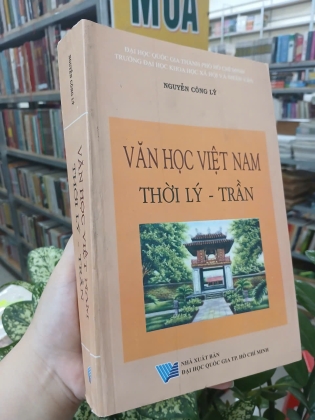 MUA
ĐẠI HỌC QUỐC GIA THÀNH PHỐ HỒ CHÍ MINH
TRƯỜNG ĐẠI HỌC KHOA HỌC XÃ HỘI VÀ NHÂN VĂN
NGUYỄN CÔNG LÝ
VĂN HỌC VIỆT NAM
THỜI LÝ - TRẦN
NHÀ XUẤT BẢN
ĐẠI HỌC QUỐC GIA TP. HỒ CHÍ MINH
NGUYỄN CÔNG LÝ
VĂN HỌC VIỆT NAM
THỜI LÝ - TRẦN